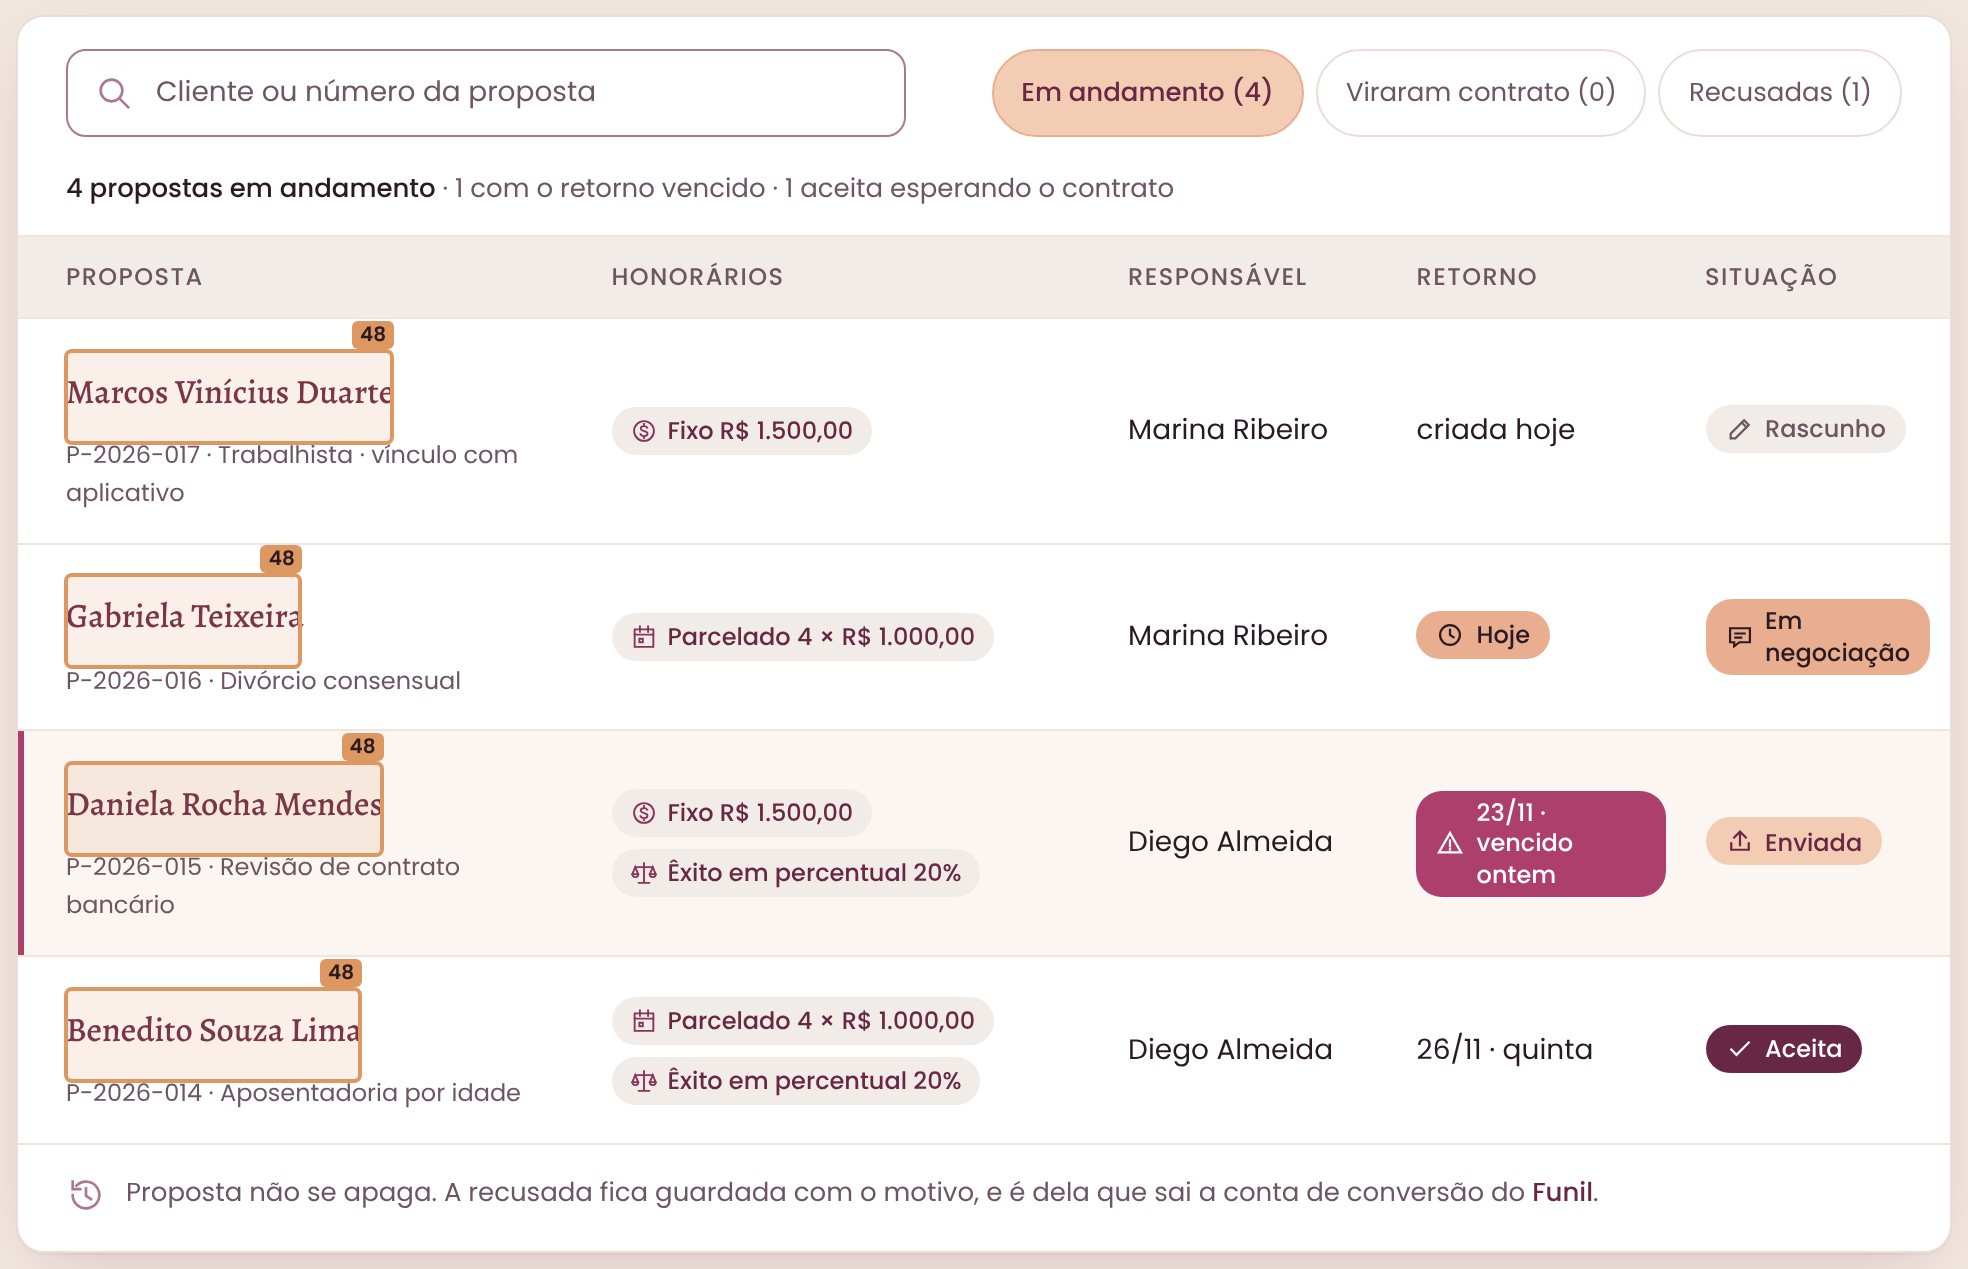 Cliente ou número da proposta
Em andamento (4)
Viraram contrato (0)
Recusadas (1)
4 propostas em andamento · 1 com o retorno vencido · 1 aceita esperando o contrato
PROPOSTA HONORÁRIOS RESPONSÁVEL RETORNO SITUAÇÃO
48
Marcos Vinícius Duarte
P-2026-017 · Trabalhista · vínculo com
aplicativo
Fixo R$ 1.500,00
Marina Ribeiro
criada hoje
Rascunho
48
Gabriela Teixeira
P-2026-016 · Divórcio consensual
Parcelado 4 × R$ 1.000,00
Marina Ribeiro
Hoje
Em
negociação
48
Daniela Rocha Mendes
P-2026-015 · Revisão de contrato
bancário
Fixo R$ 1.500,00
Êxito em percentual 20%
Diego Almeida
23/11 ·
vencido
ontem
Enviada
48
Benedito Souza Lima
P-2026-014 · Aposentadoria por idade
Parcelado 4 × R$ 1.000,00
Êxito em percentual 20%
Diego Almeida
26/11 · quinta
Aceita
Proposta não se apaga. A recusada fica guardada com o motivo, e é dela que sai a conta de conversão do Funil.